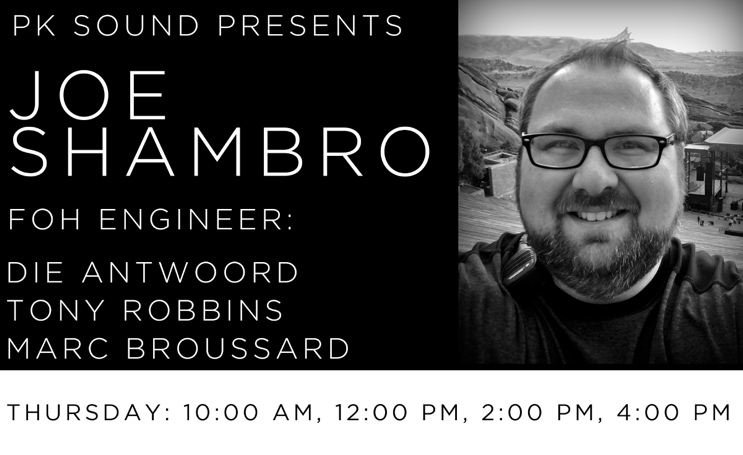 PK SOUND PRESENTS
JOE
SHAMBRO
FOH ENGINEER:
DIE ANTWOORD
TONY ROBBINS
MARC BROUSSARD
THURSDAY: 10:00 AM, 12:00 PM, 2:00 PM, 4:00 PM